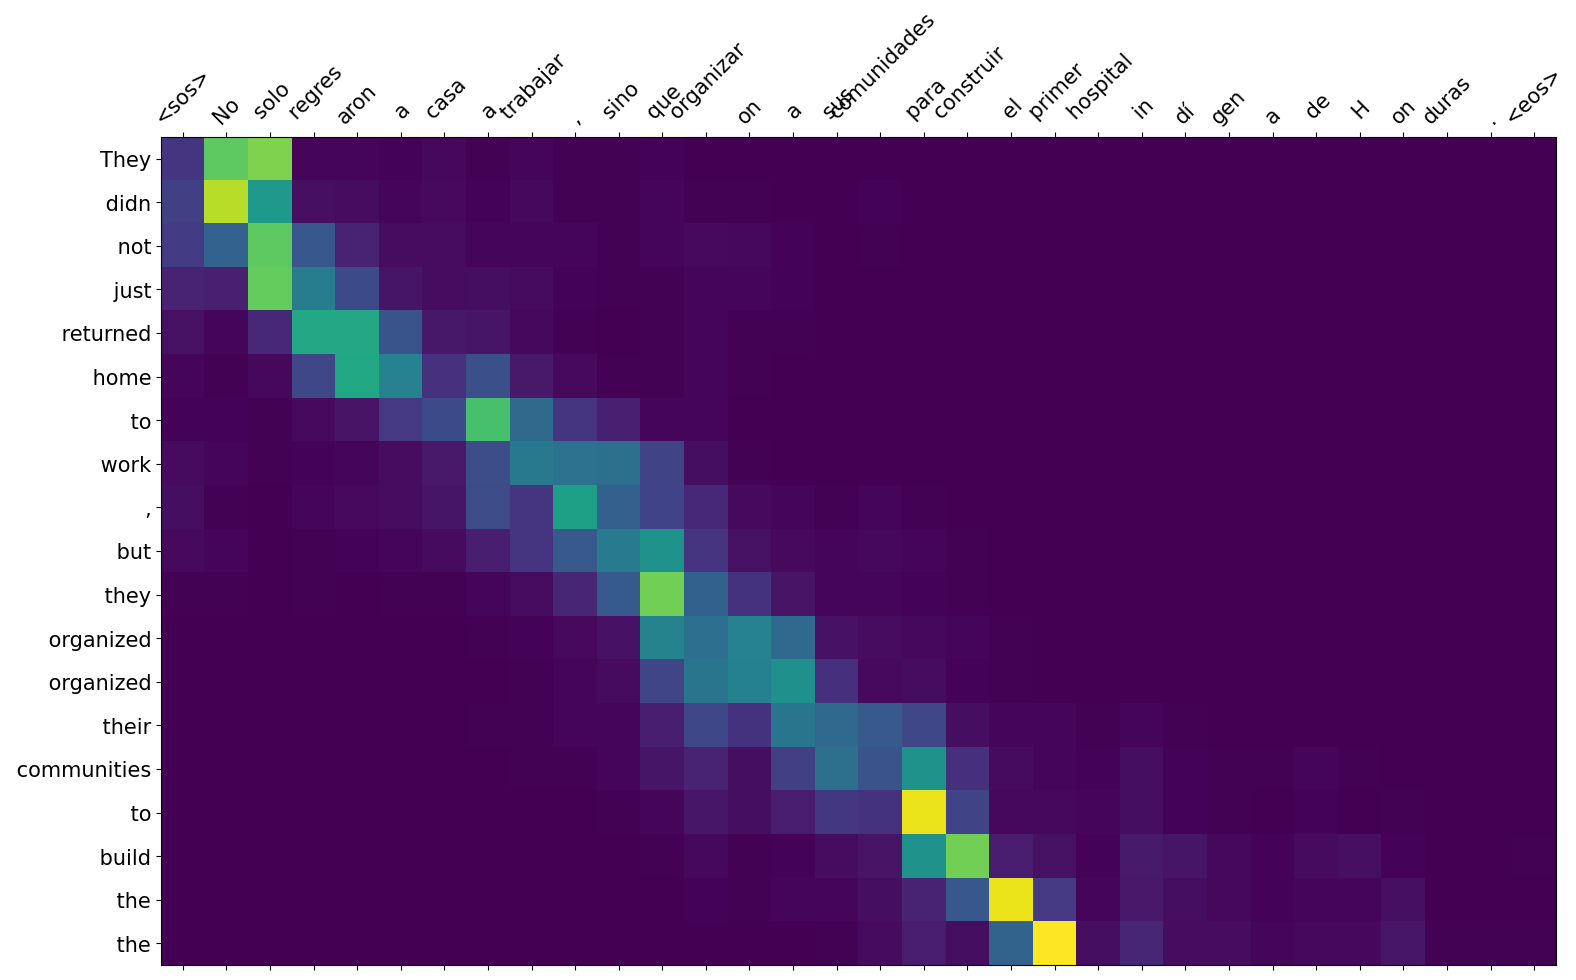 <sos> No solo regres aron a casa a trabajar , sino que organizar on a sus comunidades para construir el primer hospital in dí gen a de H on duras . <eos>
They
didn
not
just
returned
home
to
work
,
but
they
organized
organized
their
communities
to
build
the
the